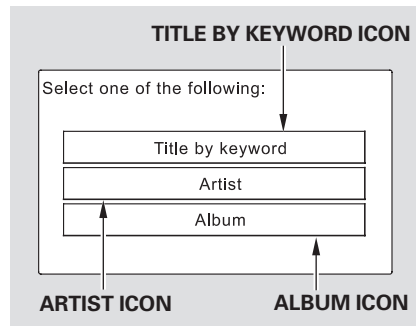 TITLE BY KEYWORD ICON
Select one of the following:
Title by keyword
Artist
Album
ARTIST ICON
ALBUM ICON